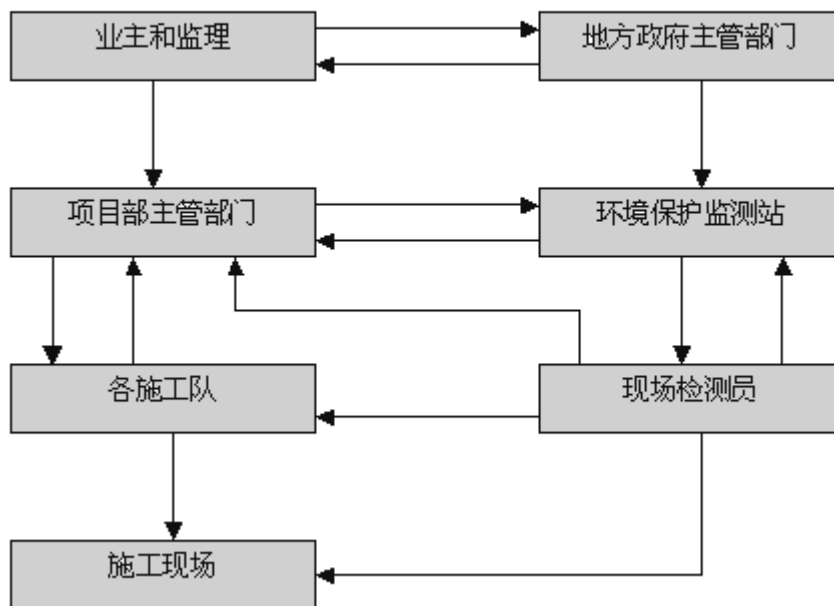 业主和监理
地方政府主管部门
项目部主管部门
环境保护监测站
各施工队
现场检测员
施工现场